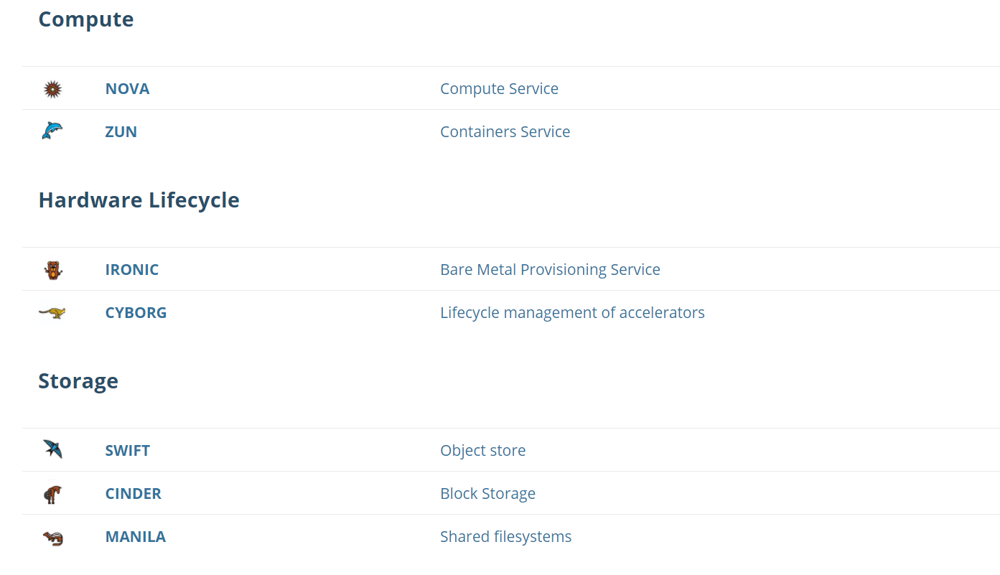 Compute
NOVA Compute Service
ZUN Containers Service
Hardware Lifecycle
IRONIC Bare Metal Provisioning Service
CYBORG Lifecycle management of accelerators
Storage
SWIFT Object store
CINDER Block Storage
MANILA Shared filesystems